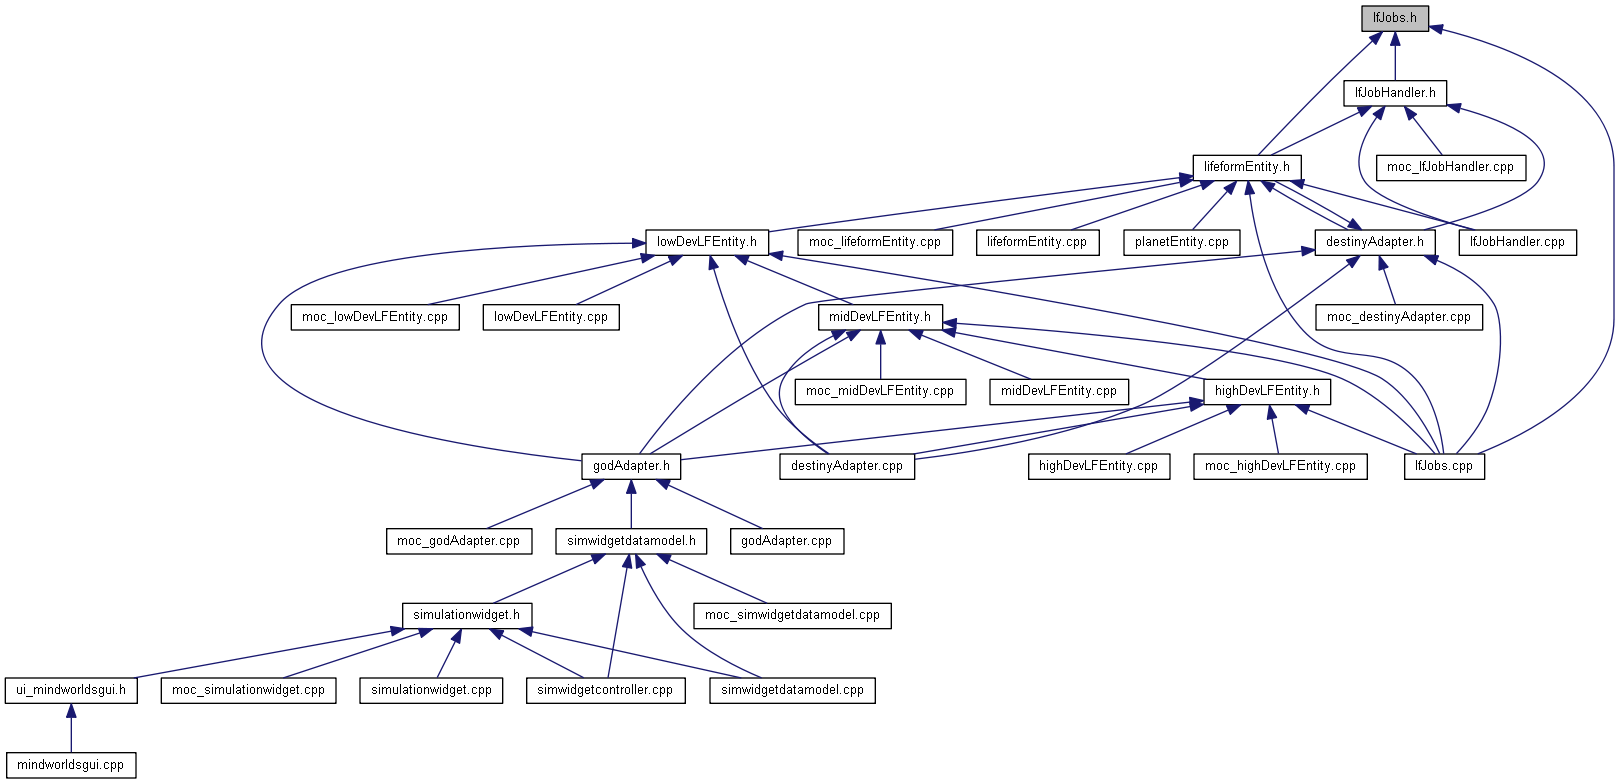 lfJobs.h
lfJobHandler.h
lifeformEntity.h
moc_lfJobHandler.cpp
lowDevLFEntity.h
moc_lifeformEntity.cpp
lifeformEntity.cpp
planetEntity.cpp
destinyAdapter.h
lfJobHandler.cpp
moc_lowDevLFEntity.cpp
lowDevLFEntity.cpp
midDevLFEntity.h
moc_destinyAdapter.cpp
moc_midDevLFEntity.cpp
midDevLFEntity.cpp
highDevLFEntity.h
godAdapter.h
destinyAdapter.cpp
highDevLFEntity.cpp
moc_highDevLFEntity.cpp
lfJobs.cpp
moc_godAdapter.cpp
simwidgetdatamodel.h
godAdapter.cpp
simulationwidget.h
moc_simwidgetdatamodel.cpp
ui_mindworldsgui.h
moc_simulationwidget.cpp
simulationwidget.cpp
simwidgetcontroller.cpp
simwidgetdatamodel.cpp
mindworldsgui.cpp